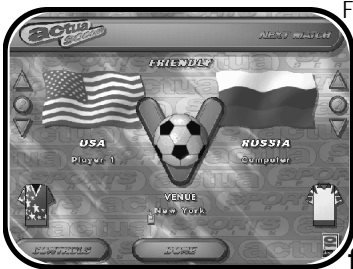 F
actua
SOCCER
NEXT MATCH
FRIENDLY
USA
RUSSIA
Player 1
Computer
VENUE
New York
CONTROLS
DONE